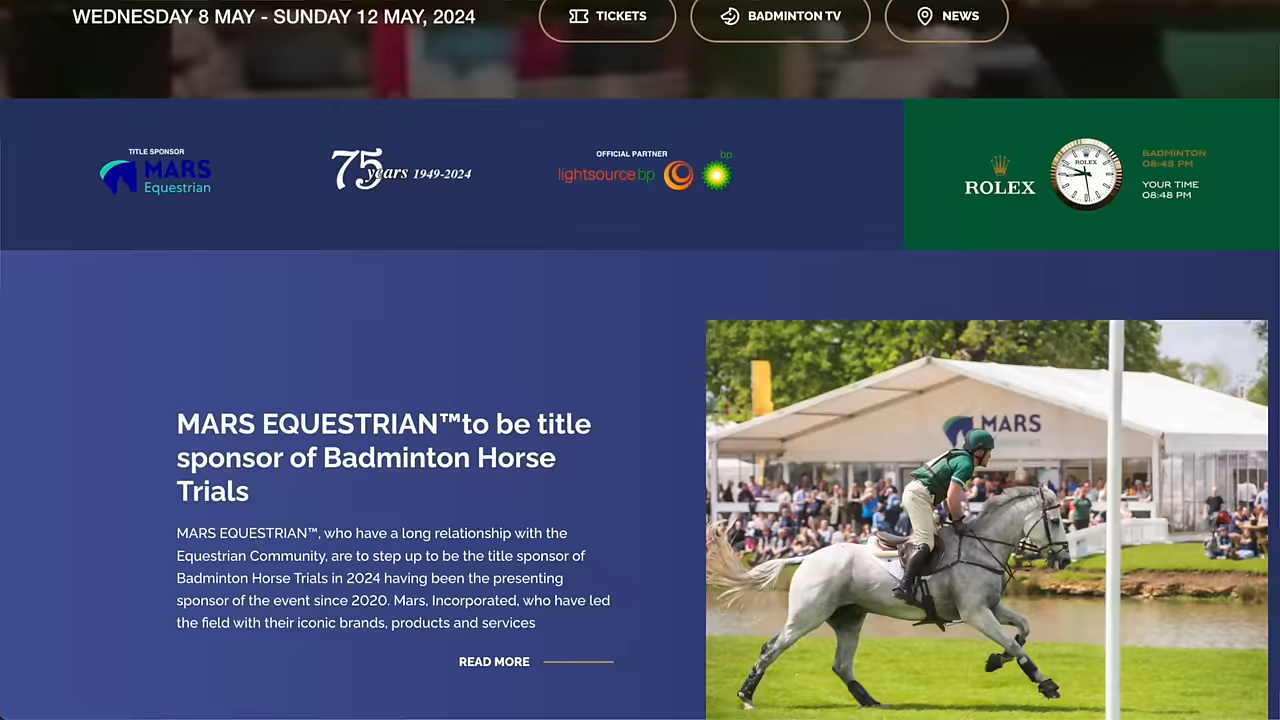 WEDNESDAY 8 MAY - SUNDAY 12 MAY, 2024
TICKETS
BADMINTON TV
NEWS
TITLE SPONSOR
MARS
Equestrian
75 years 1949-2024
OFFICIAL PARTNER
lightsource bp
bp
ROLEX
ROLEX
BADMINTON
08:48 PM
YOUR TIME
08:48 PM
MARS EQUESTRIAN™to be title
sponsor of Badminton Horse
Trials
MARS EQUESTRIAN™, who have a long relationship with the
Equestrian Community, are to step up to be the title sponsor of
Badminton Horse Trials in 2024 having been the presenting
sponsor of the event since 2020. Mars, Incorporated, who have led
the field with their iconic brands, products and services
READ MORE
MARS